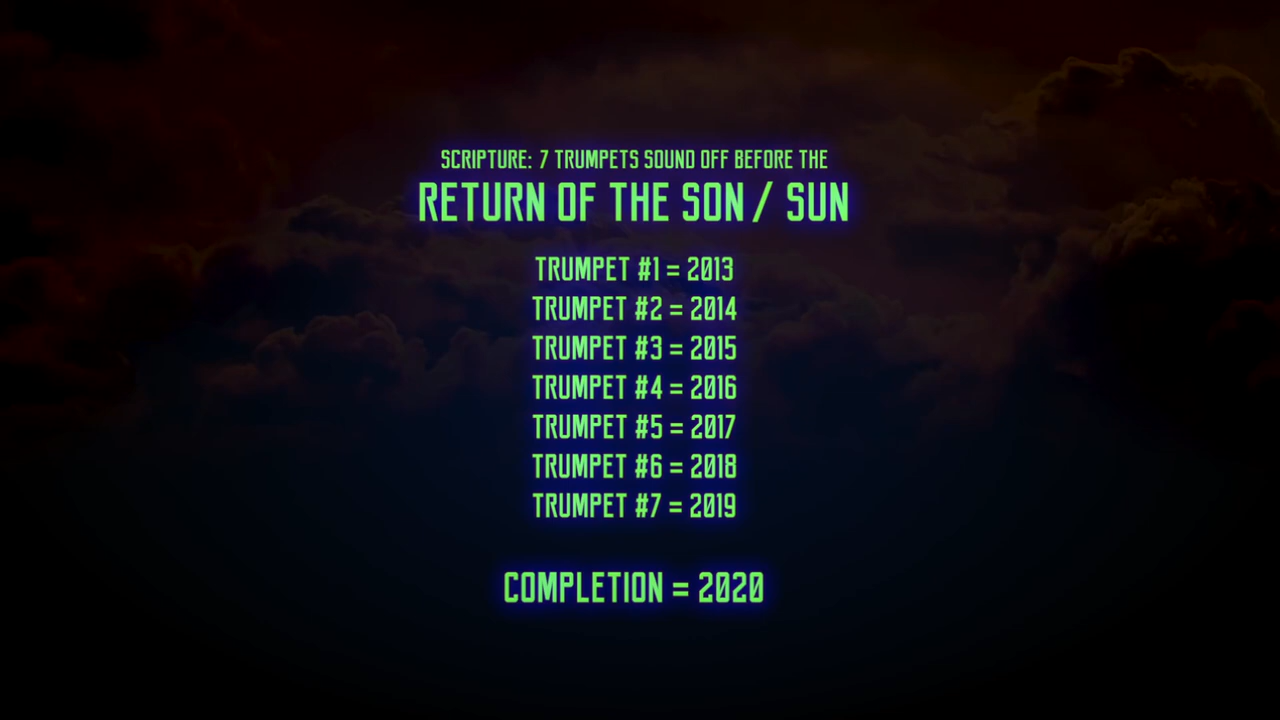 SCRIPTURE: 7 TRUMPETS SOUND OFF BEFORE THE
RETURN OF THE SON / SUN
TRUMPET #1 = 2013
TRUMPET #2 = 2014
TRUMPET #3 = 2015
TRUMPET #4 = 2016
TRUMPET #5 = 2017
TRUMPET #6 = 2018
TRUMPET #7 = 2019
COMPLETION = 2020